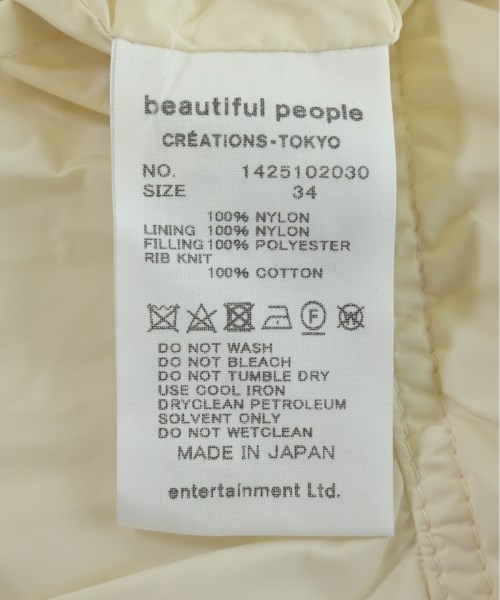 beautiful people
CRÉATIONS-TOKYO
NO. 1425102030
SIZE 34
100% NYLON
LINING 100% NYLON
FILLING 100% POLYESTER
RIB KNIT
100% COTTON
F W
DO NOT WASH
DO NOT BLEACH
DO NOT TUMBLE DRY
USE COOL IRON
DRYCLEAN PETROLEUM
SOLVENT ONLY
DO NOT WETCLEAN
MADE IN JAPAN
entertainment Ltd.